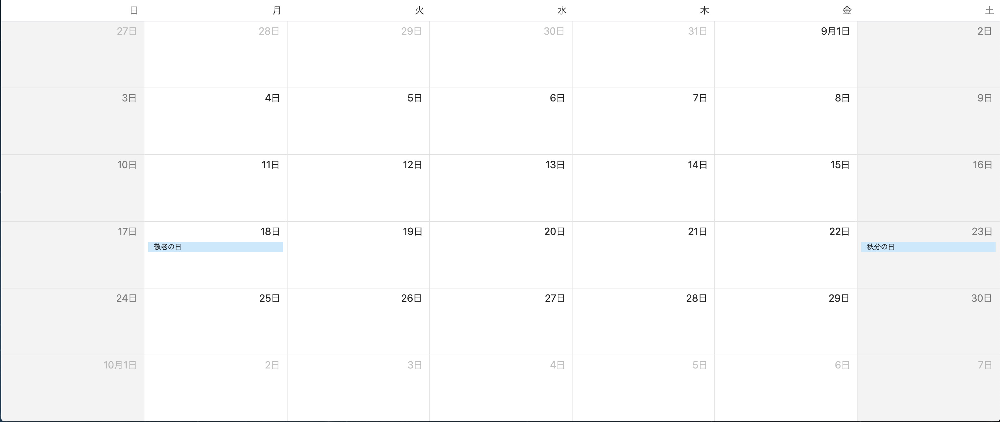 日 月 火 水 木 金 土
27日 28日 29日 30日 31日 9月1日 2日
3日 4日 5日 6日 7日 8日 9日
10日 11日 12日 13日 14日 15日 16日
17日 18日 19日 20日 21日 22日 23日
敬老の日 秋分の日
24日 25日 26日 27日 28日 29日 30日
10月1日 2日 3日 4日 5日 6日 7日